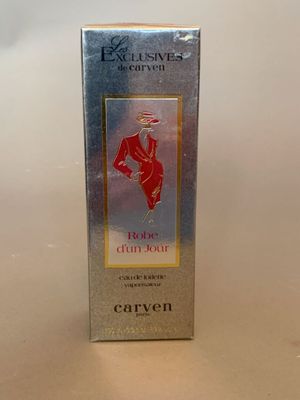 Les
EXCLUSIVES
de carven
Robe
d'un Jour
eau de toilette
vaporisateur
carven
paris